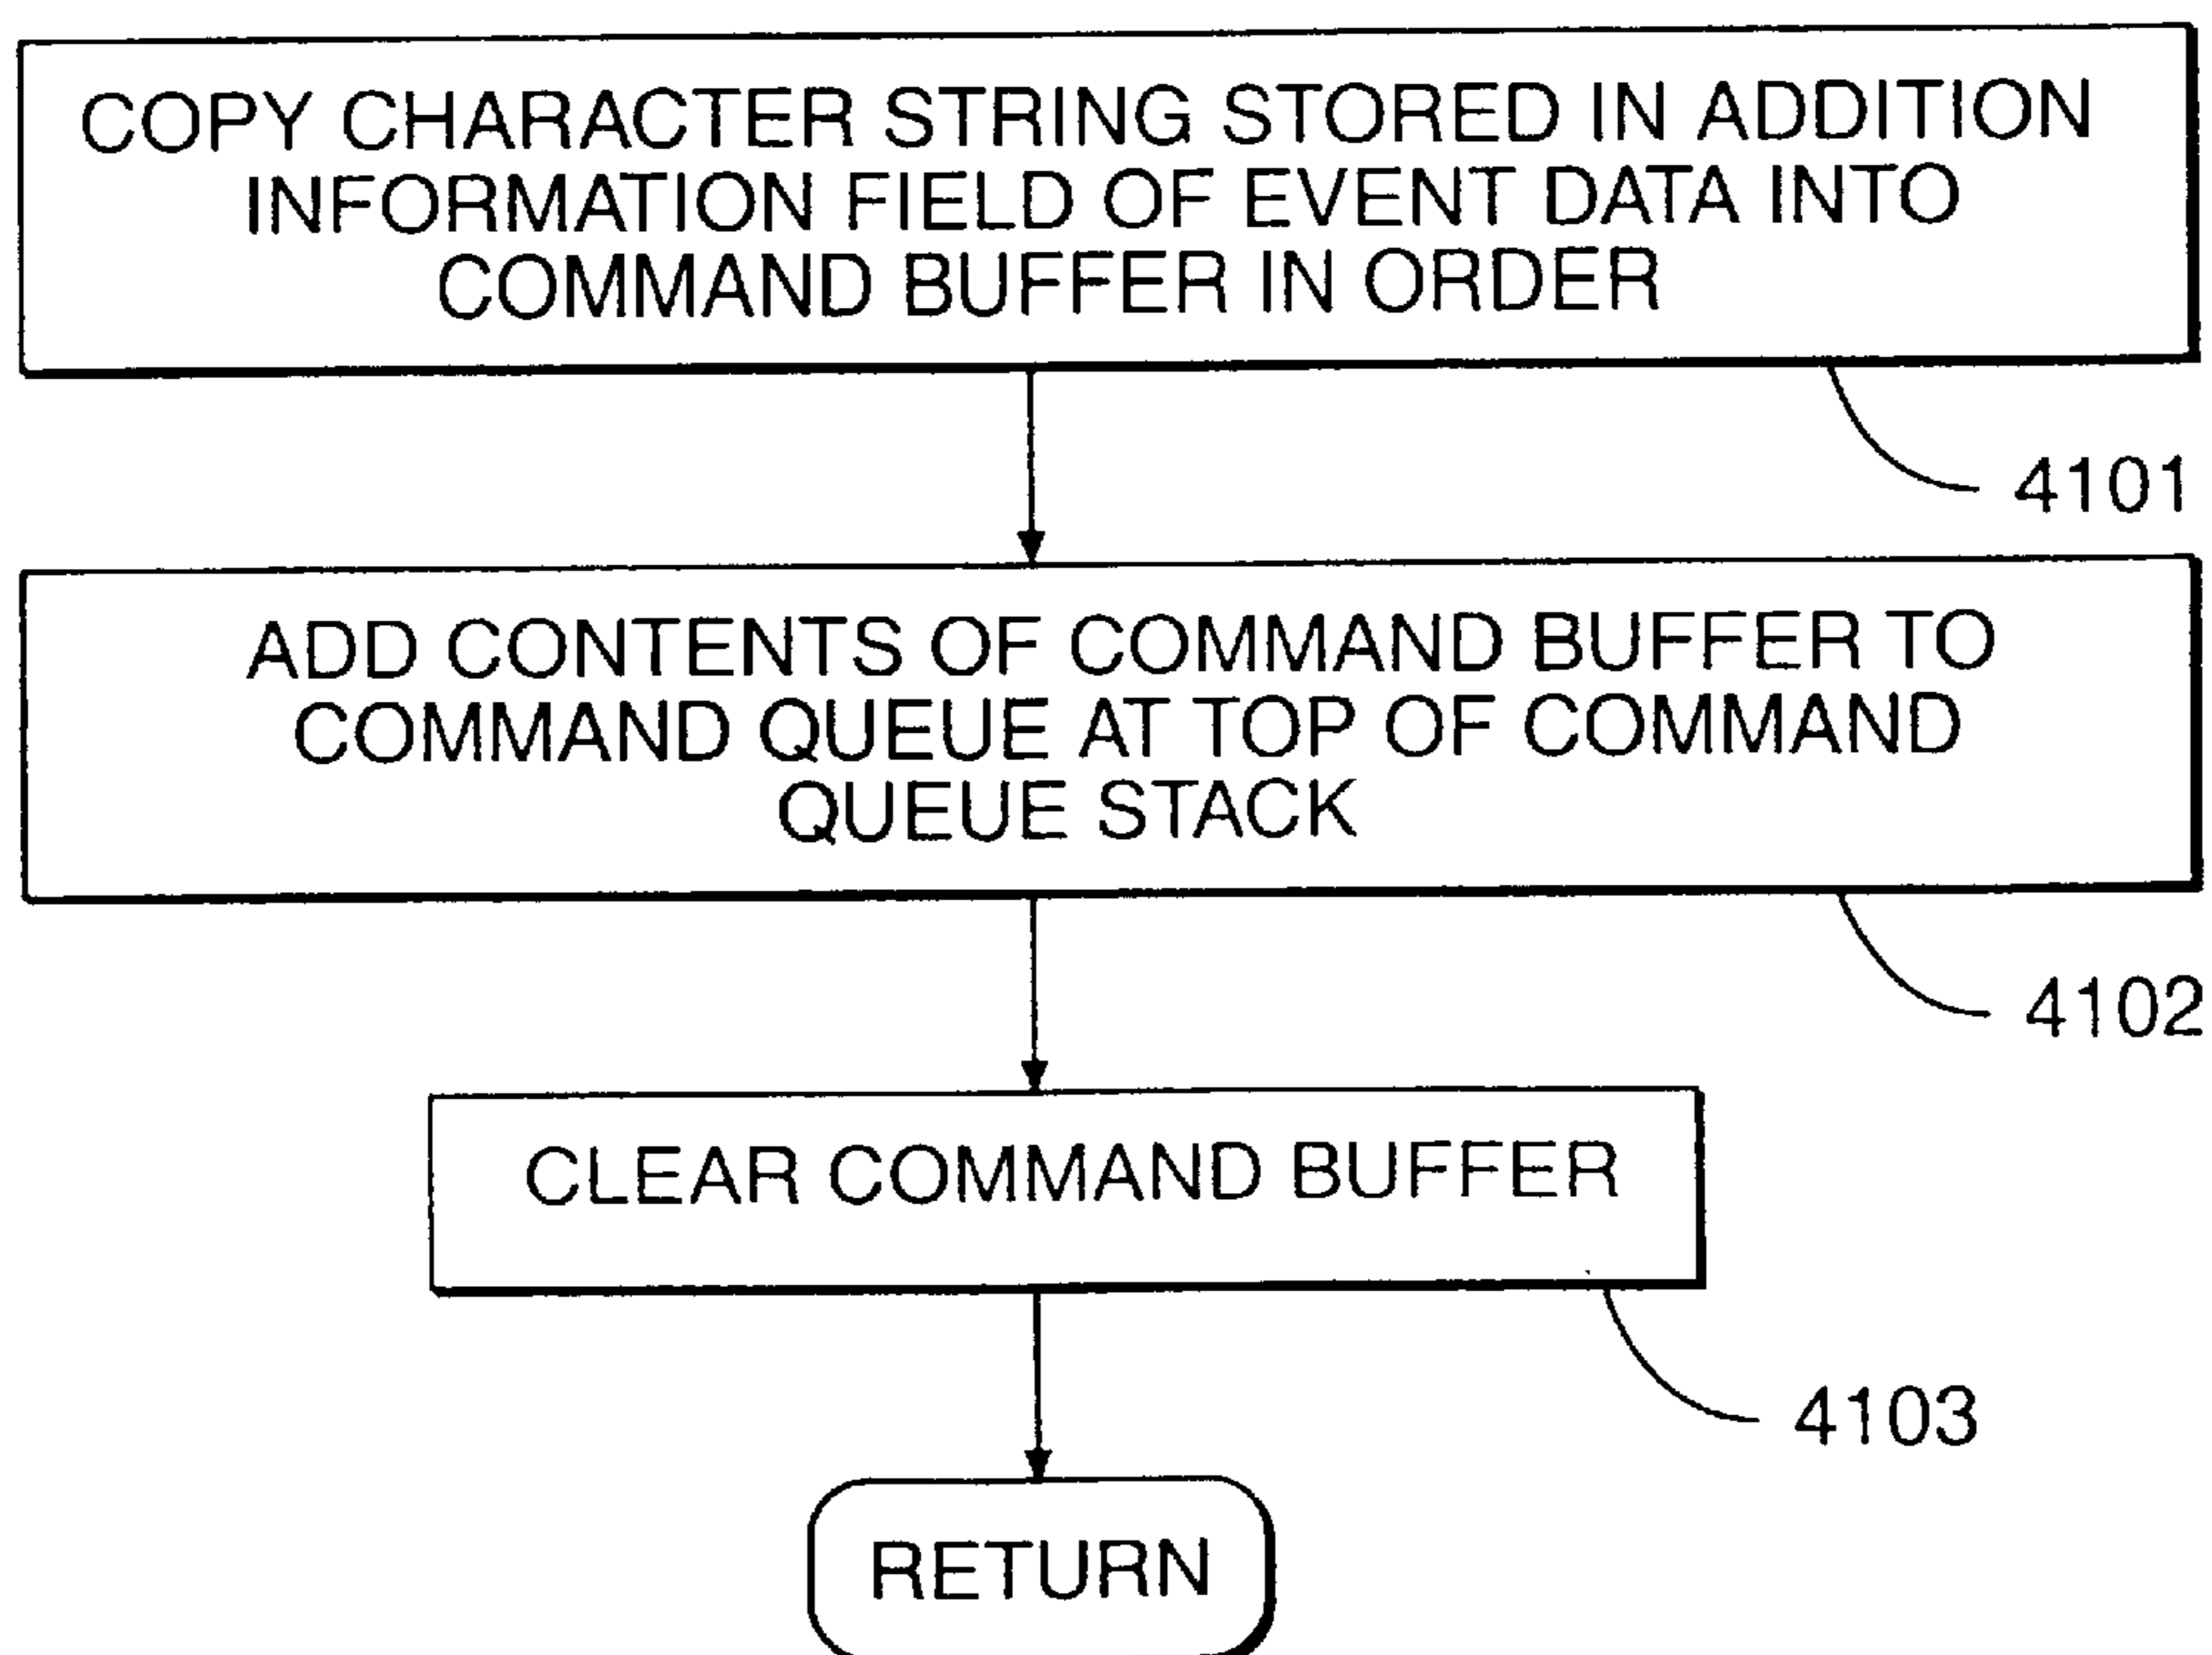 COPY CHARACTER STRING STORED IN ADDITION
INFORMATION FIELD OF EVENT DATA INTO
COMMAND BUFFER IN ORDER
4101
ADD CONTENTS OF COMMAND BUFFER TO
COMMAND QUEUE AT TOP OF COMMAND
QUEUE STACK
4102
CLEAR COMMAND BUFFER
4103
RETURN